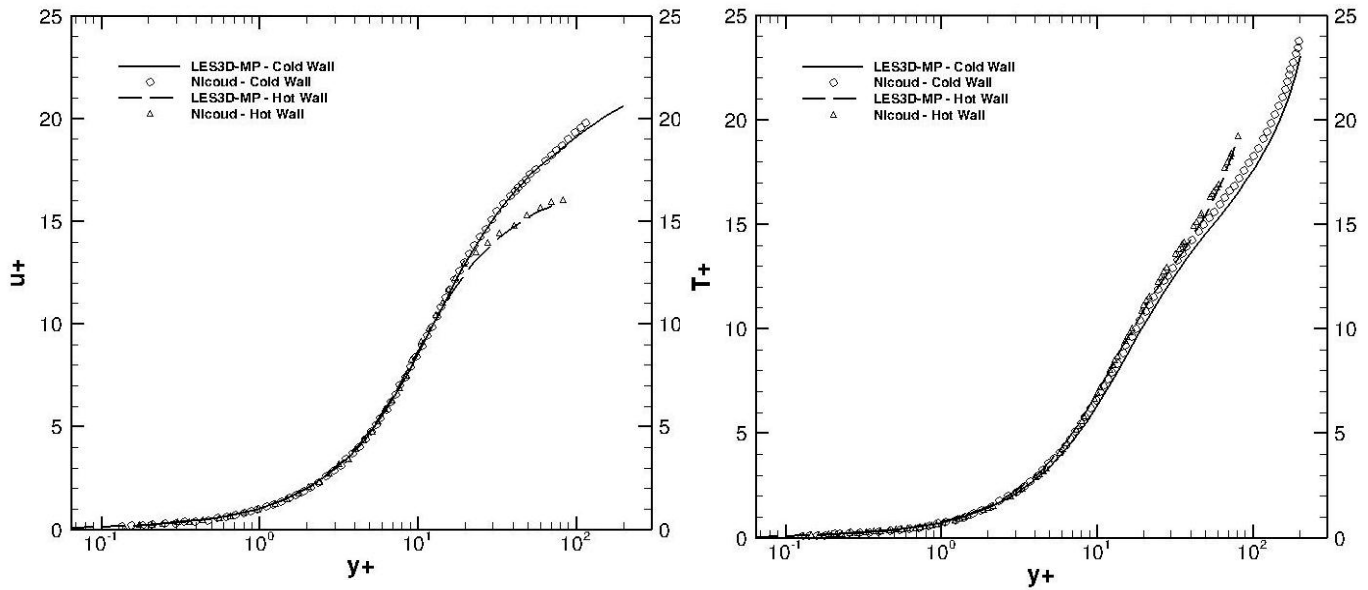 25
20
15
10
5
0
25
20
15
10
5
0
u+
LES3D-MP - Cold Wall
Nicoud - Cold Wall
LES3D-MP - Hot Wall
Nicoud - Hot Wall
10-1
100
101
102
y+
25
20
15
10
5
0
25
20
15
10
5
0
T+
LES3D-MP - Cold Wall
Nicoud - Cold Wall
LES3D-MP - Hot Wall
Nicoud - Hot Wall
10-1
100
101
102
y+